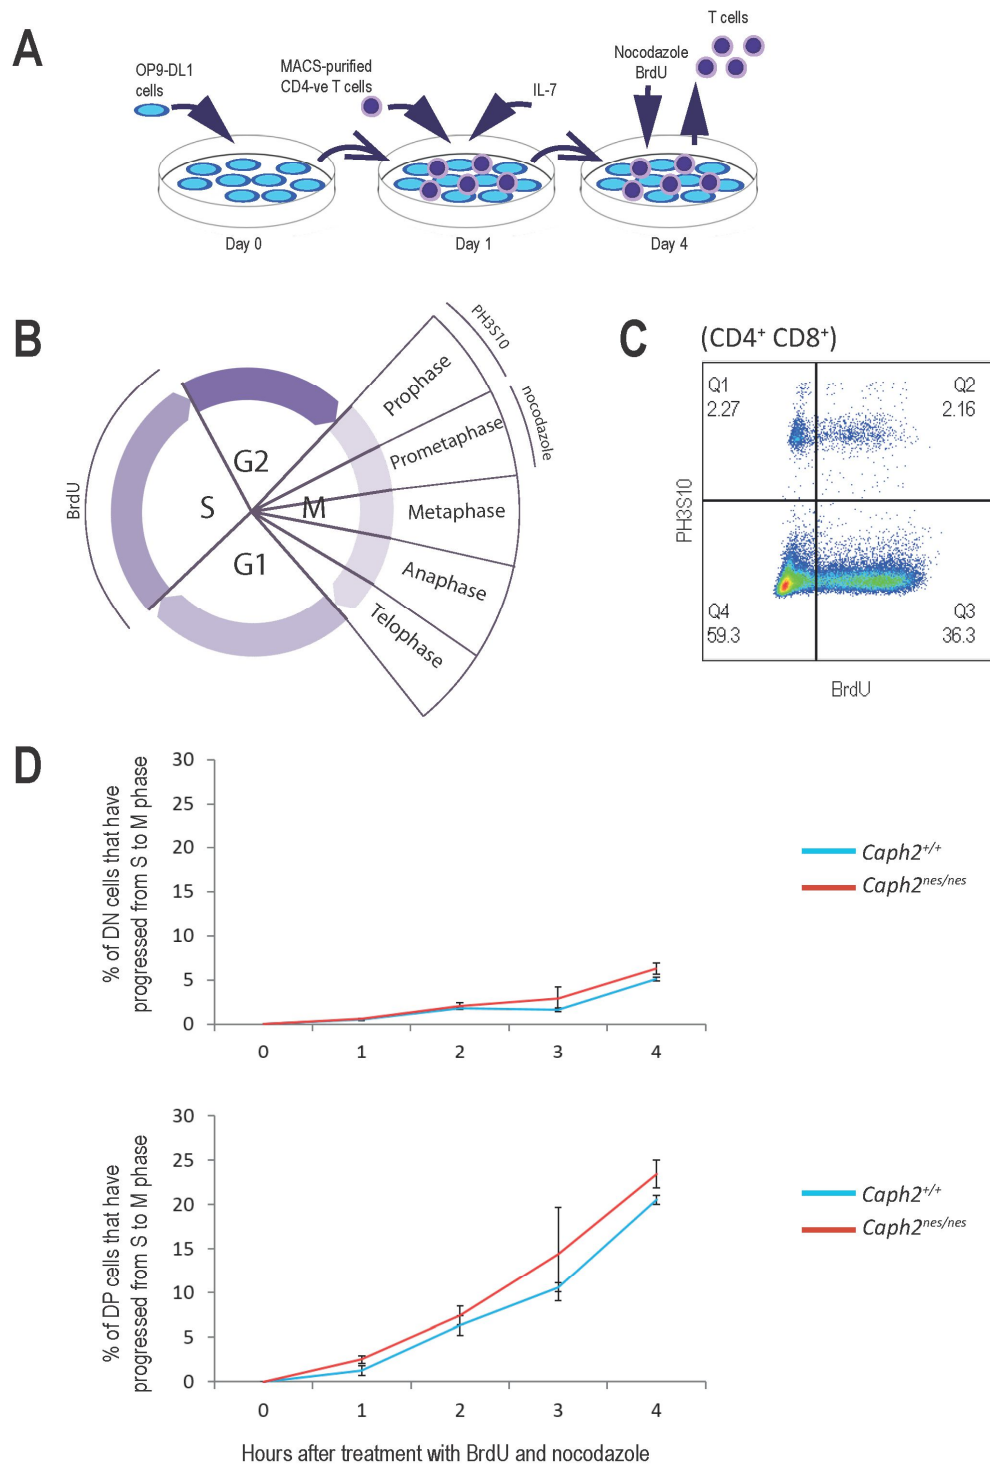 A
OP9-DL1
cells
MACS-purified
CD4-ve T cells
IL-7
Nocodazole
BrdU
T cells
Day 0
Day 1
Day 4
B
BrdU
S
G2
M
G1
Prophase
Prometaphase
Metaphase
Anaphase
Telophase
PH3S10
nocodazole
C
(CD4+ CD8+)
Q1
2.27
Q2
2.16
Q4
59.3
Q3
36.3
PH3S10
BrdU
D
% of DN cells that have
progressed from S to M phase
30
25
20
15
10
5
0
0 1 2 3 4
Caph2+/+
Caph2nes/nes
% of DP cells that have
progressed from S to M phase
30
25
20
15
10
5
0
0 1 2 3 4
Caph2+/+
Caph2nes/nes
Hours after treatment with BrdU and nocodazole